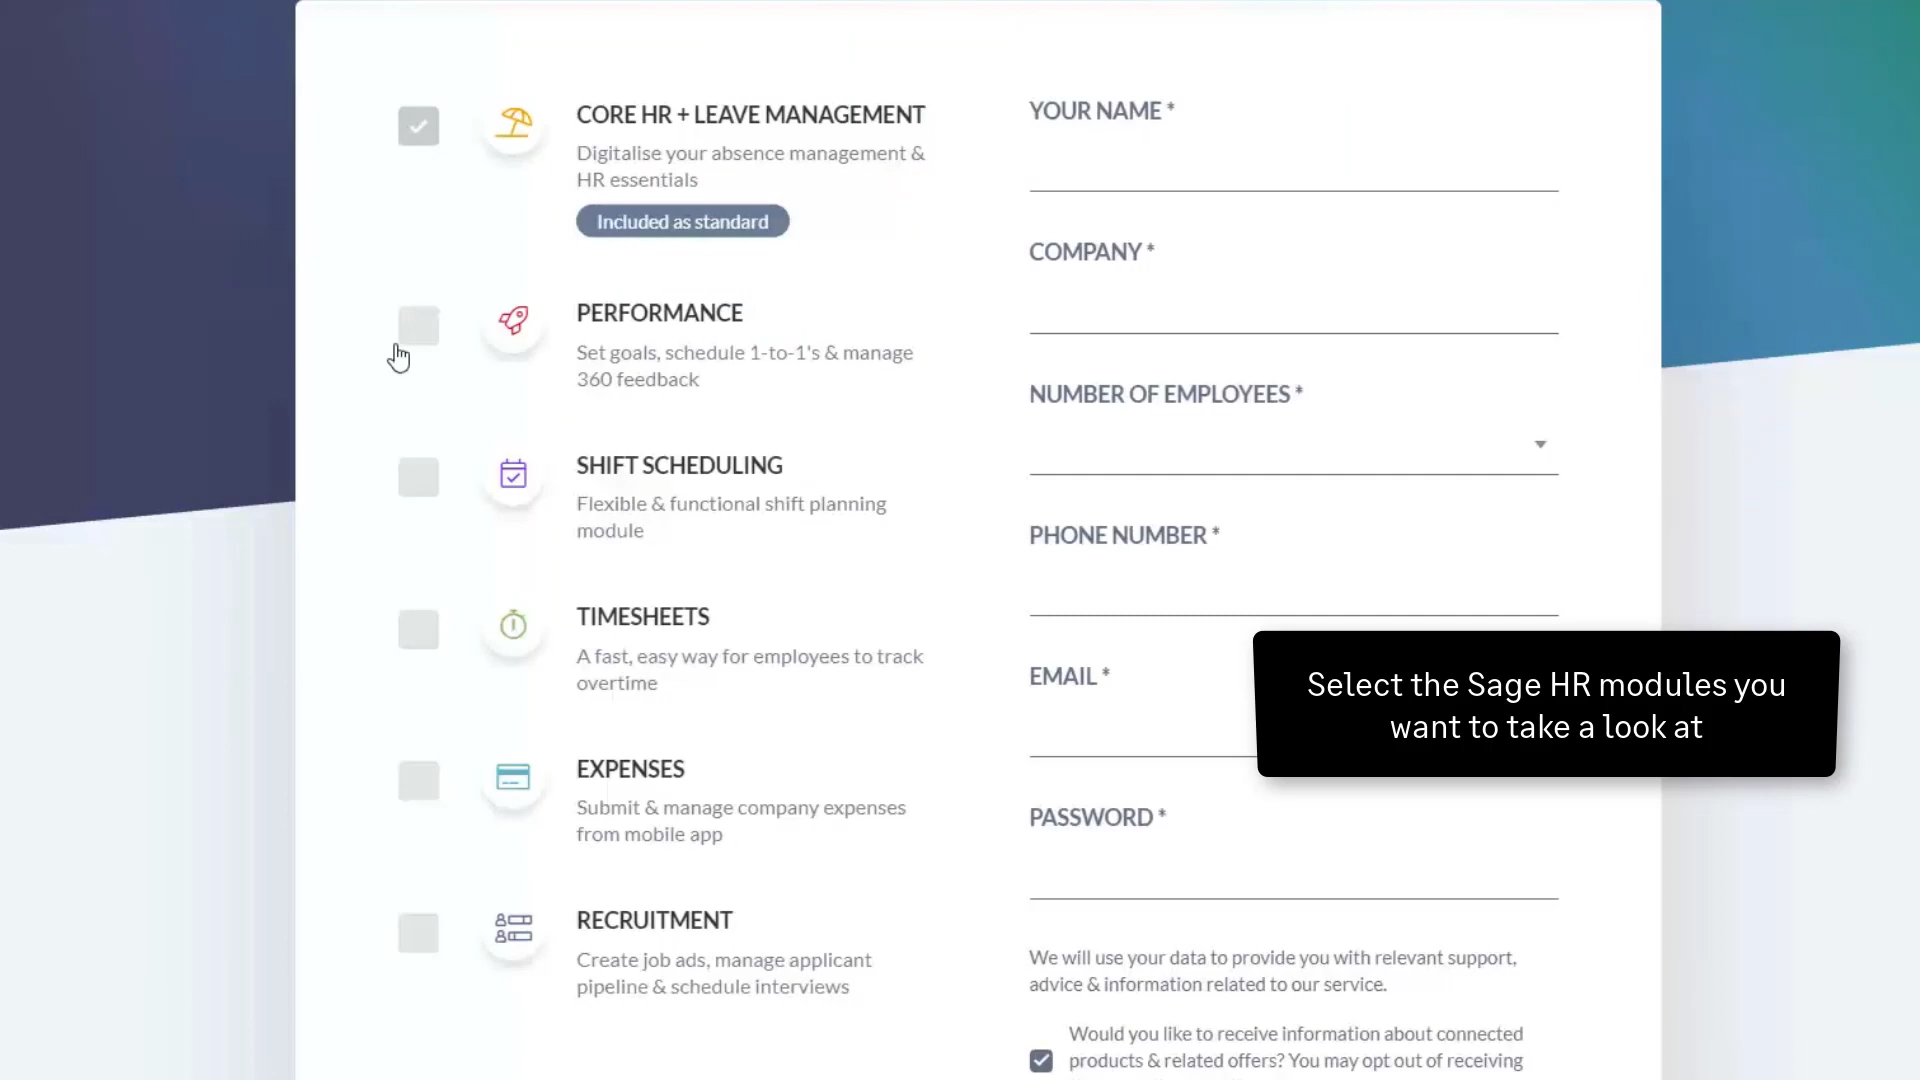 CORE HR + LEAVE MANAGEMENT
Digitalise your absence management &
HR essentials
Included as standard
PERFORMANCE
Set goals, schedule 1-to-1's & manage
360 feedback
SHIFT SCHEDULING
Flexible & functional shift planning
module
TIMESHEETS
A fast, easy way for employees to track
overtime
EXPENSES
Submit & manage company expenses
from mobile app
RECRUITMENT
Create job ads, manage applicant
pipeline & schedule interviews
YOUR NAME *
COMPANY *
NUMBER OF EMPLOYEES *
PHONE NUMBER *
EMAIL *
PASSWORD *
We will use your data to provide you with relevant support,
advice & information related to our service.
Would you like to receive information about connected
products & related offers? You may opt out of receiving
Select the Sage HR modules you
want to take a look at